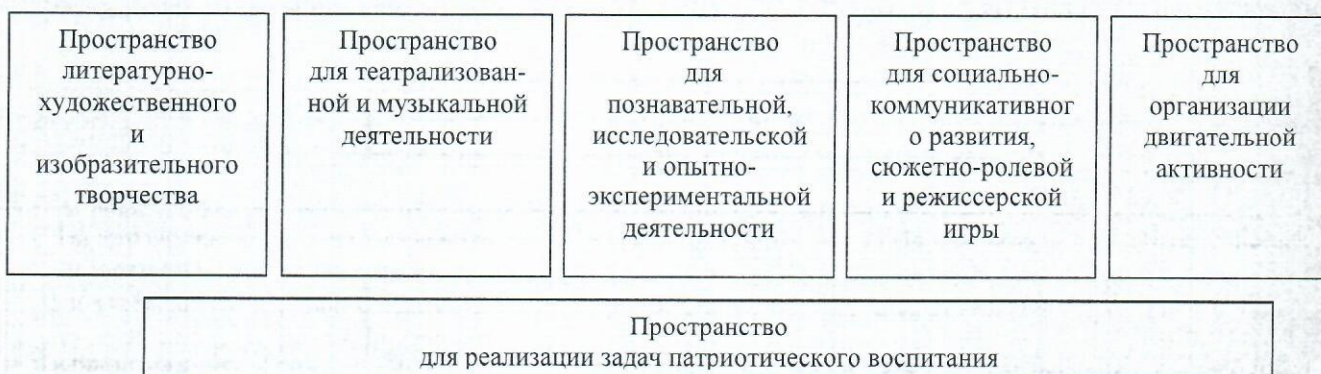 Пространство
литературно-
художественного
и
изобразительного
творчества
Пространство
для театрализован-
ной и музыкальной
деятельности
Пространство
для
познавательной,
исследовательской
и опытно-
экспериментальной
деятельности
Пространство
для социально-
коммуникативног
о развития,
сюжетно-ролевой
и режиссерской
игры
Пространство
для
организации
двигательной
активности
Пространство
для реализации задач патриотического воспитания